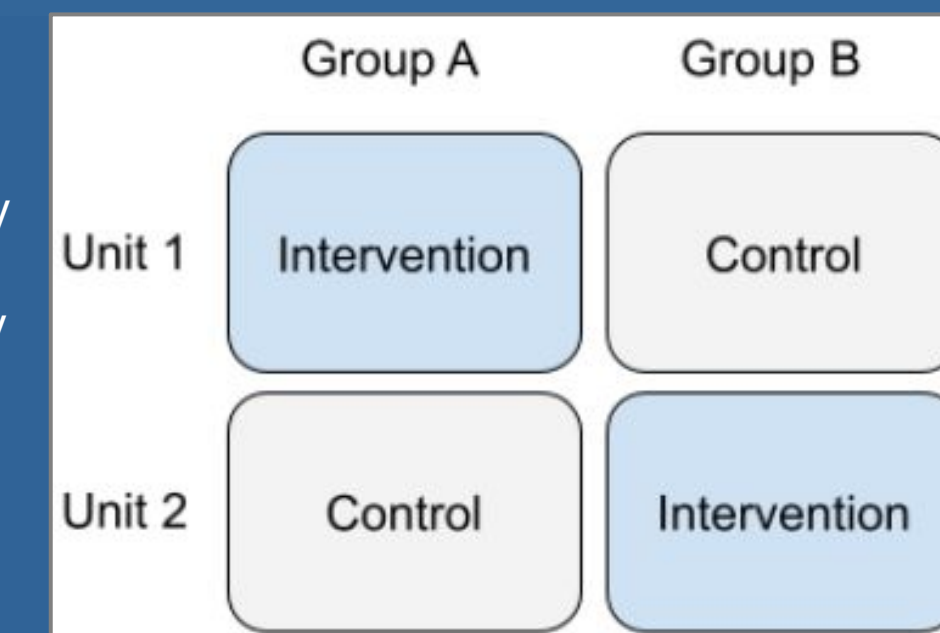 Group A Group B
Unit 1 Intervention Control
Unit 2 Control Intervention